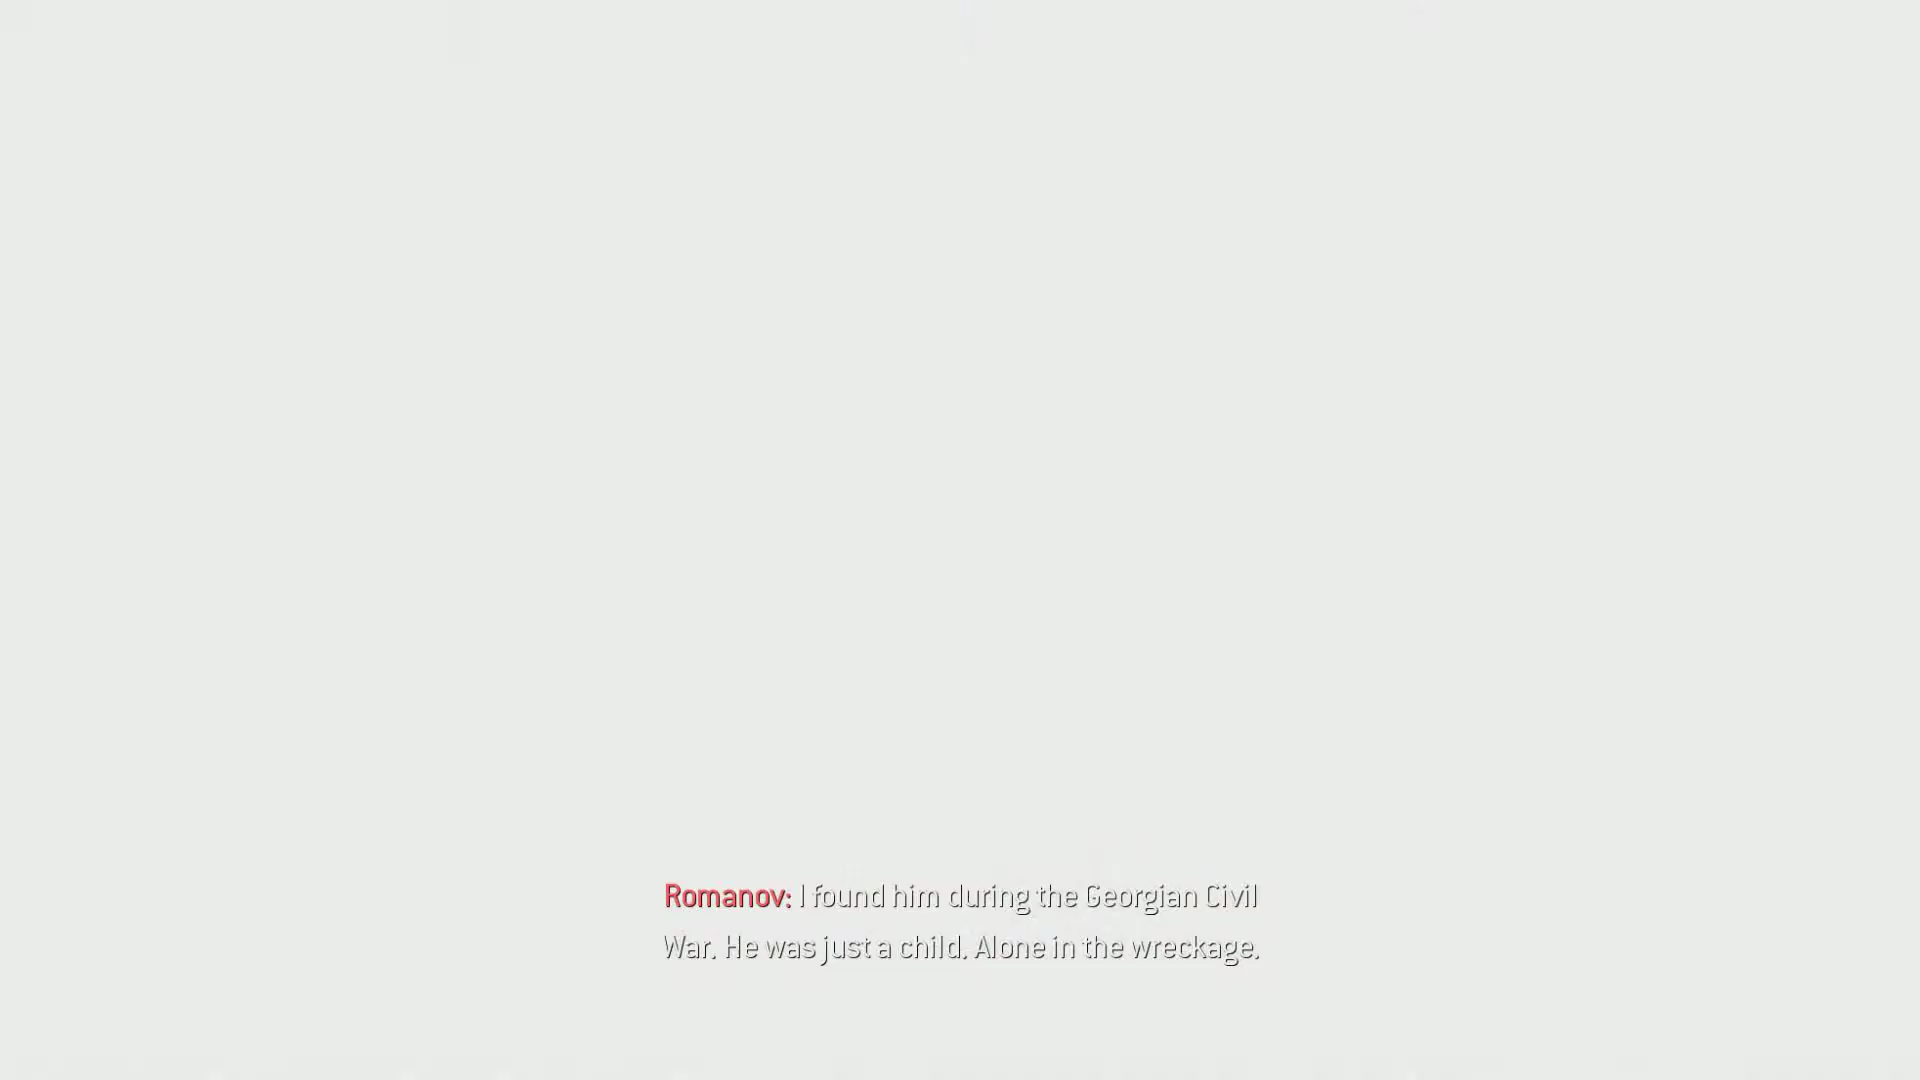 Romanov: I found him during the Georgian Civil
War. He was just a child. Alone in the wreckage.